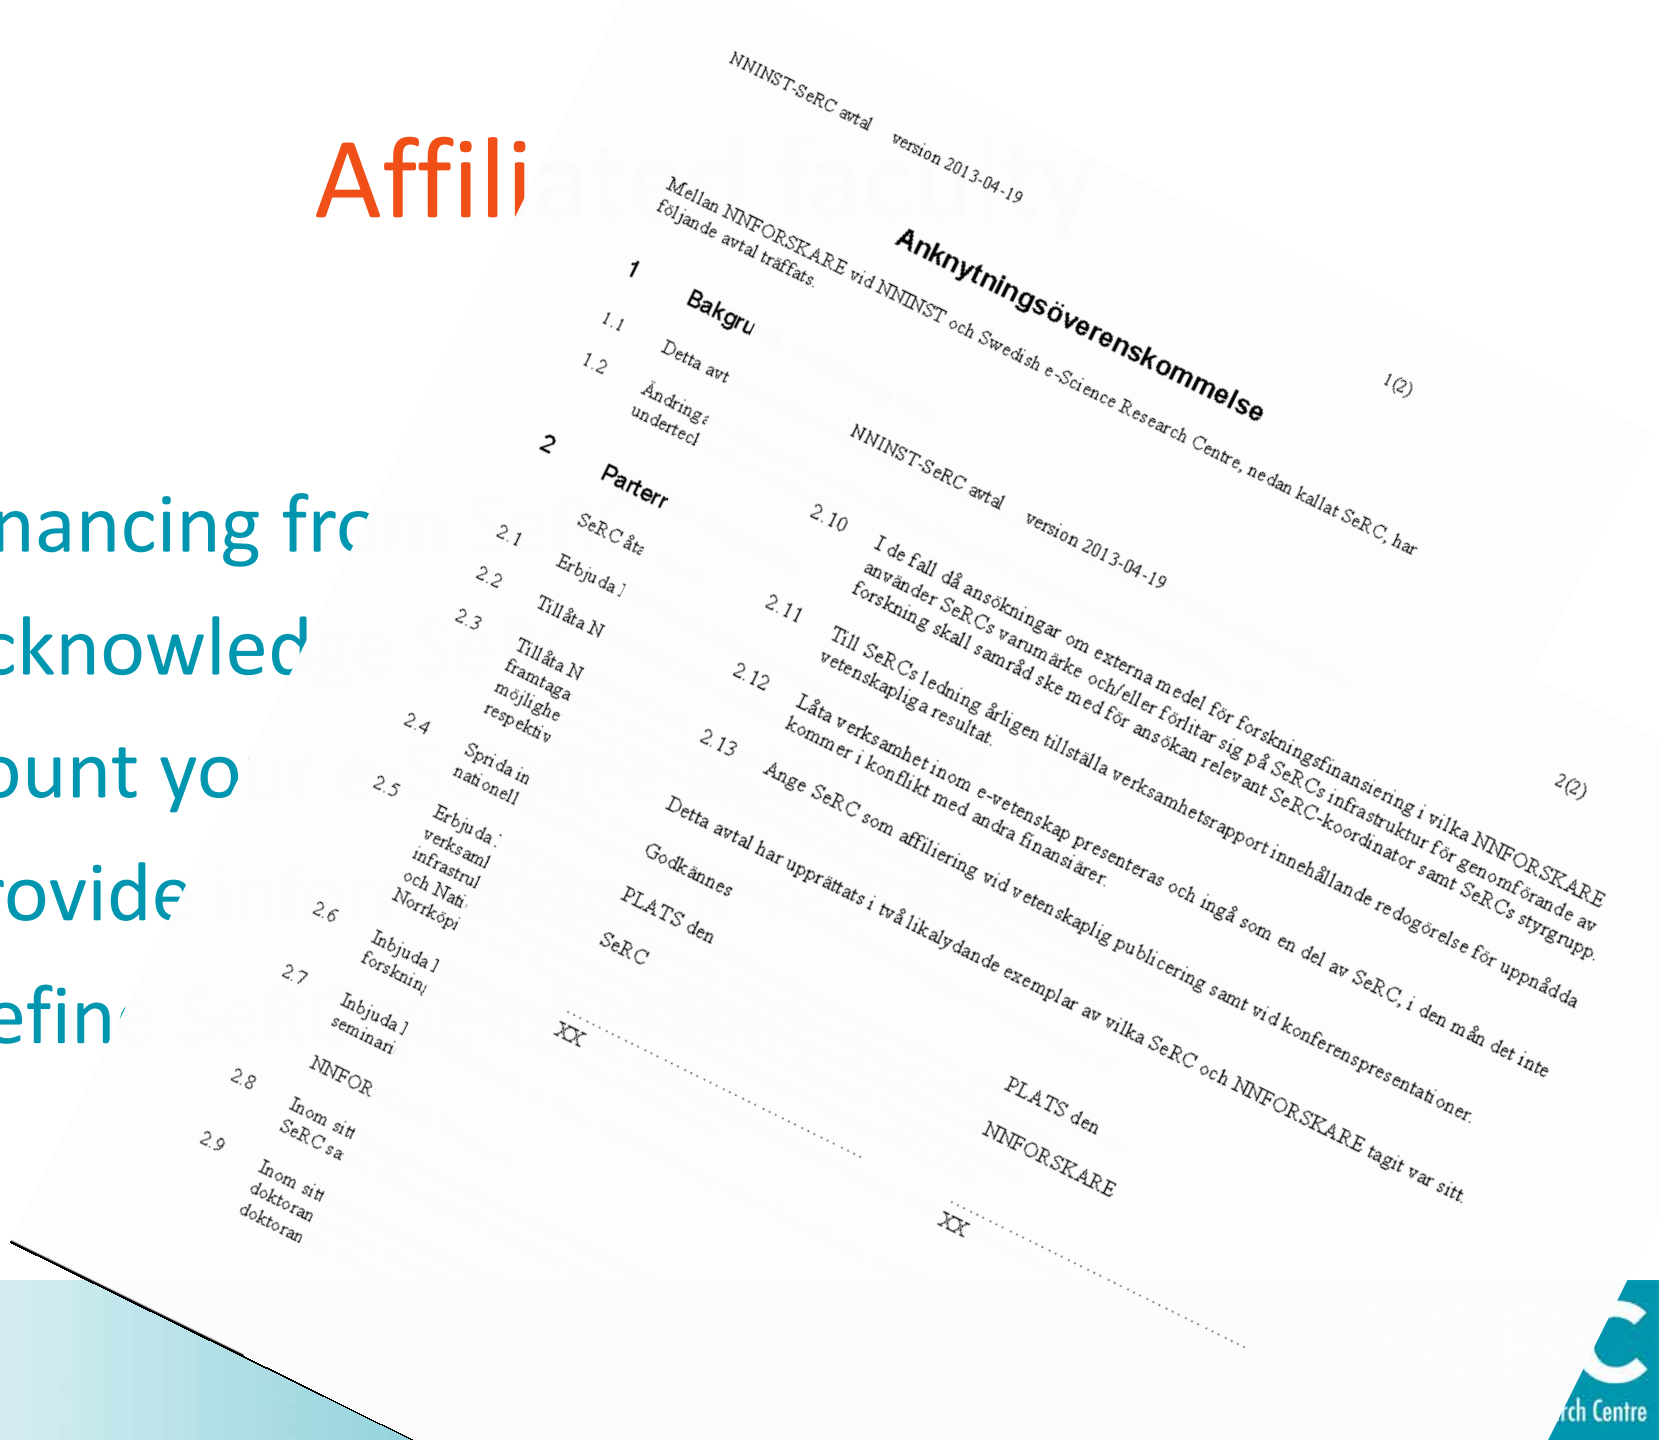 Affili
nancing fro
cknowled
ount yo
rovide
efin
NNINST-SeRC avtal version 2013-04-19
1(2)
Anknytningsöverenskommelse
Mellan NNFORSKARE vid NNINST och Swedish e-Science Research Centre, nedan kallat SeRC, har
följande avtal träffats.
1 Bakgru
1.1 Detta avt
1.2 Ändringa
undertecl
2 Parterr
SeRC åta
2.1 Erbjuda
2.2 Tillåta N
2.3 Tillåta N
framtaga
möjlighe
respektiv
2.4 Sprida in
nationell
2.5 Erbjuda
verksaml
infrastrul
och Nati
Norrköpi
2.6 Inbjuda
forskning
2.7 Inbjuda
seminari
NNFOR
2.8 Inom sitt
SeRC sa
2.9 Inom sitt
doktoran
doktoran
NNINST-SeRC avtal version 2013-04-19
2(2)
2.10 I de fall då ansökningar om externa medel för forskningsfinansiering i vilka NNFORSKARE
använder SeRCs varumärke och/eller förlitar sig på SeRCs infrastruktur för genomförande av
forskning skall samråd ske med för ansökan relevant SeRC-koordinator samt SeRCs styrgrupp.
2.11 Till SeRCs ledning årligen tillställa verksamhetsrapport innehållande redogörelse för uppnådda
vetenskapliga resultat.
2.12 Låta verksamhet inom e-vetenskap presenteras och ingå som en del av SeRC, i den mån det inte
kommer i konflikt med andra finansiärer.
2.13 Ange SeRC som affiliering vid vetenskaplig publicering samt vid konferenspresentationer.
Detta avtal har upprättats i två likalydande exemplar av vilka SeRC och NNFORSKARE tagit var sitt.
Godkännes
PLATS den
SeRC
XX
PLATS den
NNFORSKARE
XX
C
rch Centre